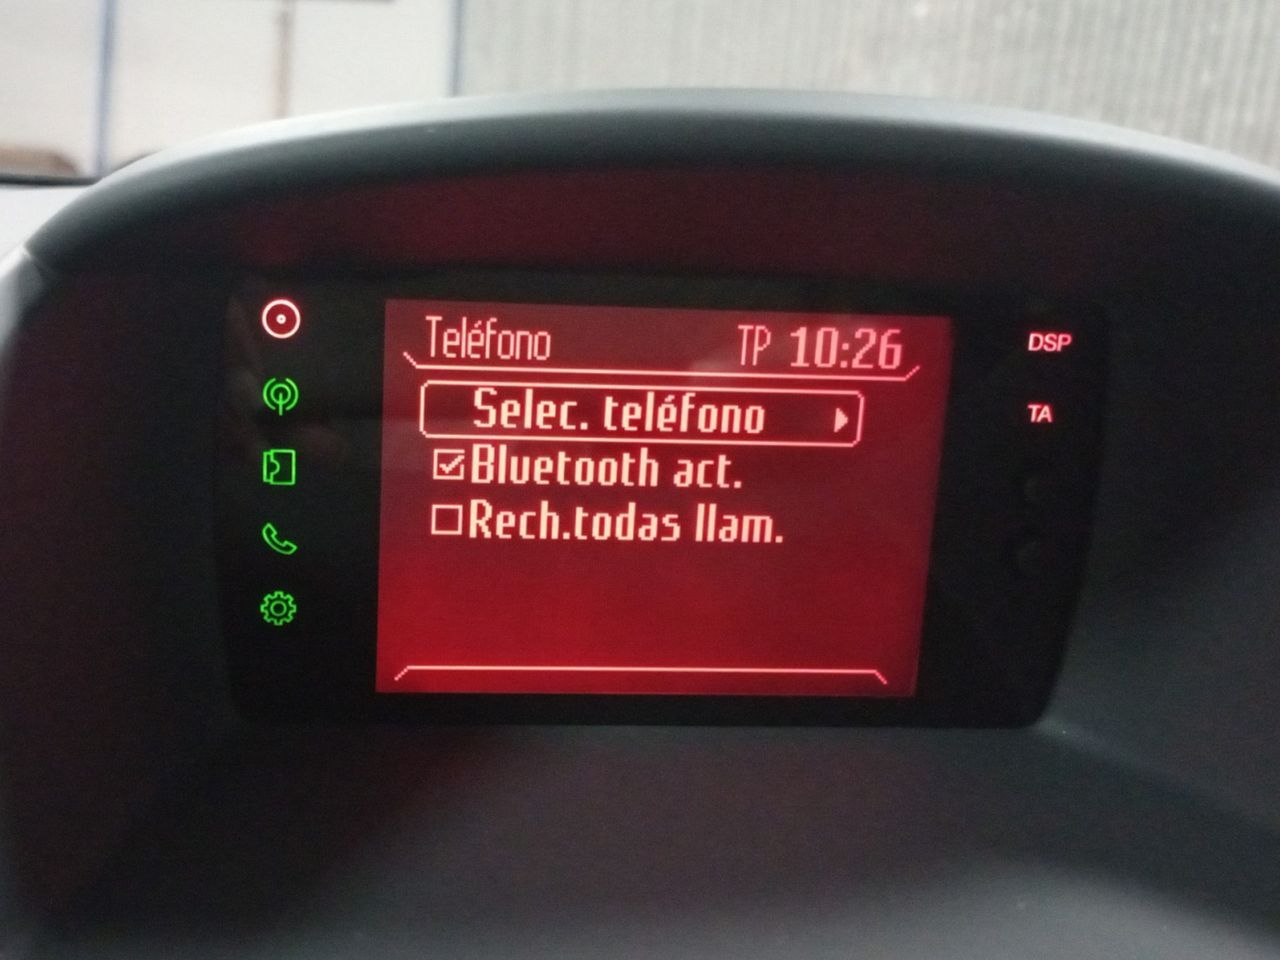 Teléfono TP 10:26
DSP
Selec. teléfono
TA
Bluetooth act.
Rech.todas llam.